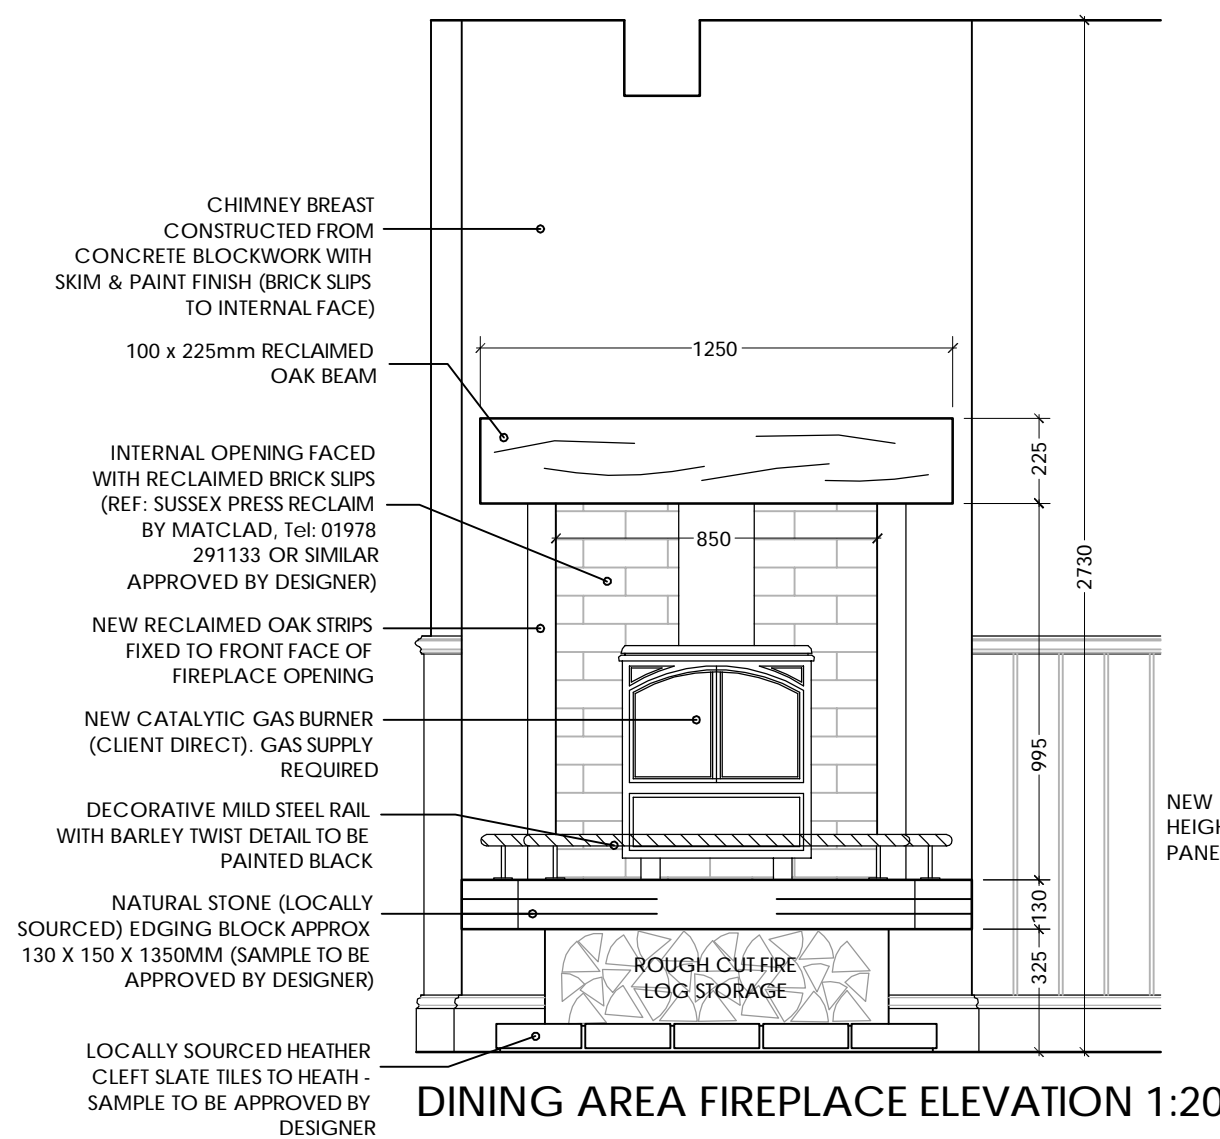 CHIMNEY BREAST
CONSTRUCTED FROM
CONCRETE BLOCKWORK WITH
SKIM & PAINT FINISH (BRICK SLIPS
TO INTERNAL FACE)
1250
100 x 225mm RECLAIMED
OAK BEAM
225
INTERNAL OPENING FACED
WITH RECLAIMED BRICK SLIPS
(REF: SUSSEX PRESS RECLAIM
BY MATCLAD, Tel: 01978
291133 OR SIMILAR
APPROVED BY DESIGNER)
850
2730
NEW RECLAIMED OAK STRIPS
FIXED TO FRONT FACE OF
FIREPLACE OPENING
NEW CATALYTIC GAS BURNER
(CLIENT DIRECT). GAS SUPPLY
REQUIRED
995
DECORATIVE MILD STEEL RAIL
WITH BARLEY TWIST DETAIL TO BE
PAINTED BLACK
NEW
HEIGH
PANE
NATURAL STONE (LOCALLY
SOURCED) EDGING BLOCK APPROX
130 X 150 X 1350MM (SAMPLE TO BE
APPROVED BY DESIGNER)
130
325
ROUGH CUT FIRE
LOG STORAGE
LOCALLY SOURCED HEATHER
CLEFT SLATE TILES TO HEATH -
SAMPLE TO BE APPROVED BY
DESIGNER
DINING AREA FIREPLACE ELEVATION 1:20